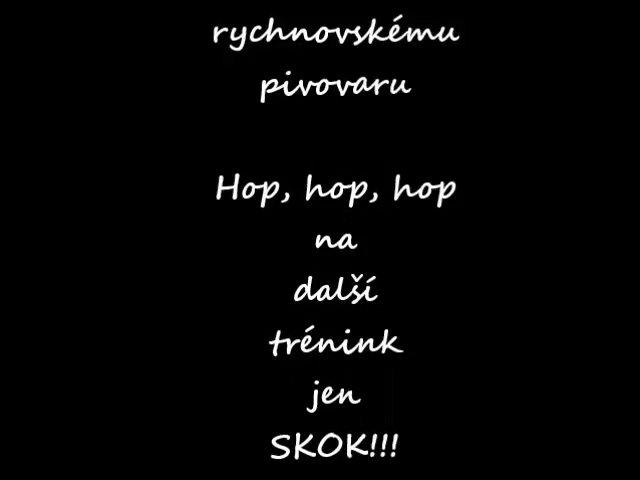 rychnovskému
pivovaru
Hop, hop, hop
na
další
trénink
jen
SKOK!!!